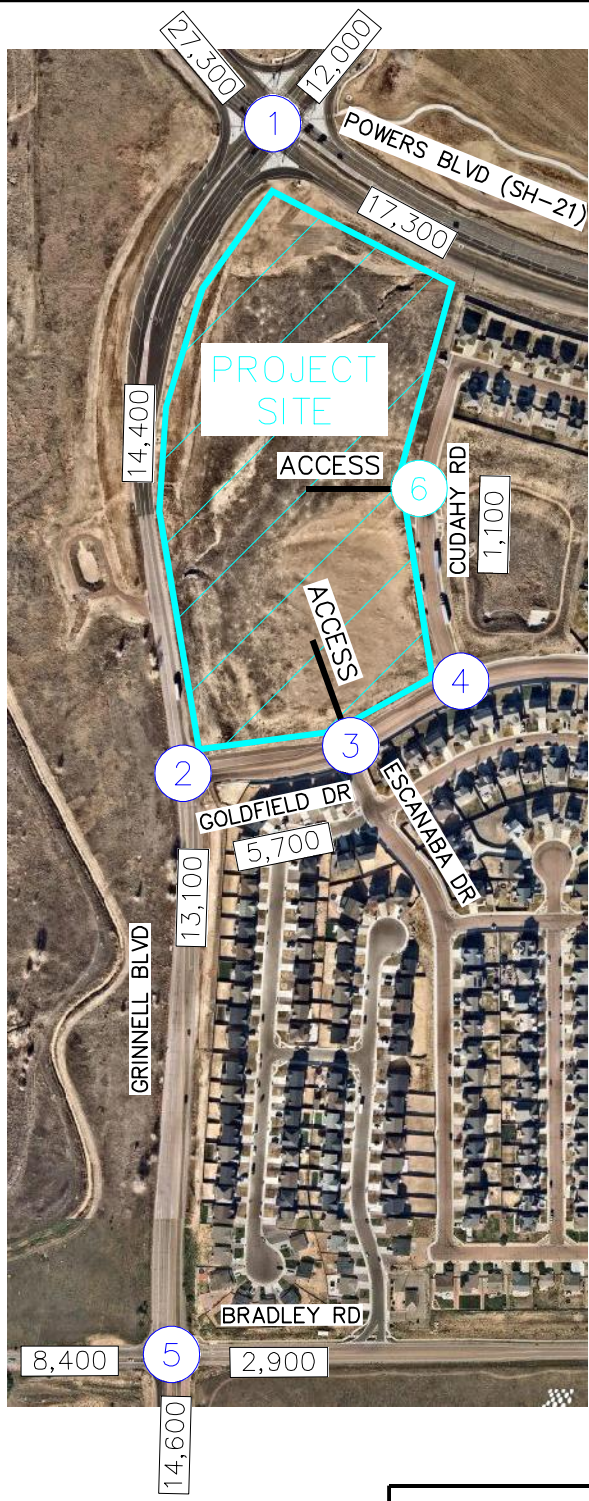 27,300
12,000
1
POWERS BLVD (SH-21)
17,300
PROJECT
SITE
14,400
ACCESS
6
CUDAHY RD
1,100
ACCESS
4
3
2
GOLDFIELD DR
ESCANABA DR
5,700
13,100
GRINNELL BLVD
BRADLEY RD
8,400
5
2,900
14,600